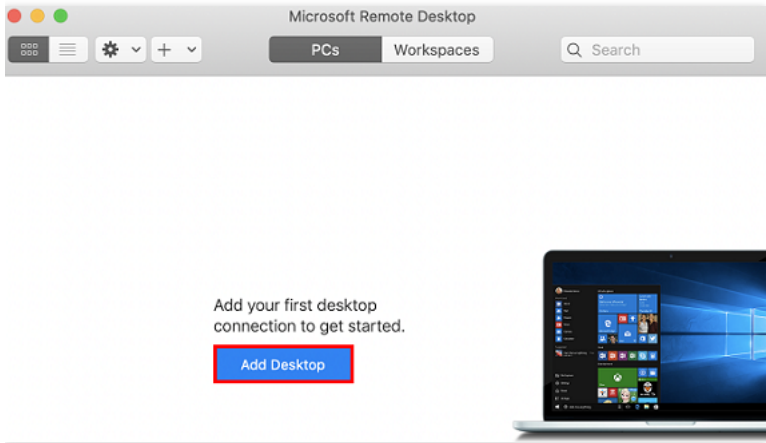 Microsoft Remote Desktop
PCs
Workspaces
Search
Add your first desktop
connection to get started.
Add Desktop